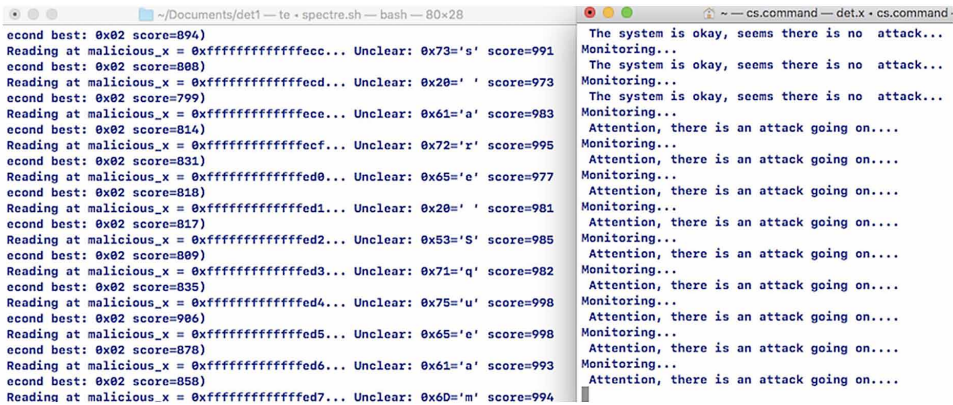 ~/Documents/det1 — te • spectre.sh — bash — 80×28
econd best: 0x02 score=894)
Reading at malicious_x = 0xfffffffffffffecc... Unclear: 0x73='s' score=991
econd best: 0x02 score=808)
Reading at malicious_x = 0xfffffffffffffecd... Unclear: 0x20=' ' score=973
econd best: 0x02 score=799)
Reading at malicious_x = 0xfffffffffffffece... Unclear: 0x61='a' score=983
econd best: 0x02 score=814)
Reading at malicious_x = 0xfffffffffffffecf... Unclear: 0x72='r' score=995
econd best: 0x02 score=831)
Reading at malicious_x = 0xfffffffffffffed0... Unclear: 0x65='e' score=977
econd best: 0x02 score=818)
Reading at malicious_x = 0xfffffffffffffed1... Unclear: 0x20=' ' score=981
econd best: 0x02 score=817)
Reading at malicious_x = 0xfffffffffffffed2... Unclear: 0x53='S' score=985
econd best: 0x02 score=809)
Reading at malicious_x = 0xfffffffffffffed3... Unclear: 0x71='q' score=982
econd best: 0x02 score=835)
Reading at malicious_x = 0xfffffffffffffed4... Unclear: 0x75='u' score=998
econd best: 0x02 score=906)
Reading at malicious_x = 0xfffffffffffffed5... Unclear: 0x65='e' score=998
econd best: 0x02 score=878)
Reading at malicious_x = 0xfffffffffffffed6... Unclear: 0x61='a' score=993
econd best: 0x02 score=858)
Reading at malicious_x = 0xfffffffffffffed7... Unclear: 0x6D='m' score=994
~ — cs.command — det.x • cs.command
The system is okay, seems there is no  attack...
Monitoring...
The system is okay, seems there is no  attack...
Monitoring...
The system is okay, seems there is no  attack...
Monitoring...
Attention, there is an attack going on....
Monitoring...
Attention, there is an attack going on....
Monitoring...
Attention, there is an attack going on....
Monitoring...
Attention, there is an attack going on....
Monitoring...
Attention, there is an attack going on....
Monitoring...
Attention, there is an attack going on....
Monitoring...
Attention, there is an attack going on....
Monitoring...
Attention, there is an attack going on....
Monitoring...
Attention, there is an attack going on....